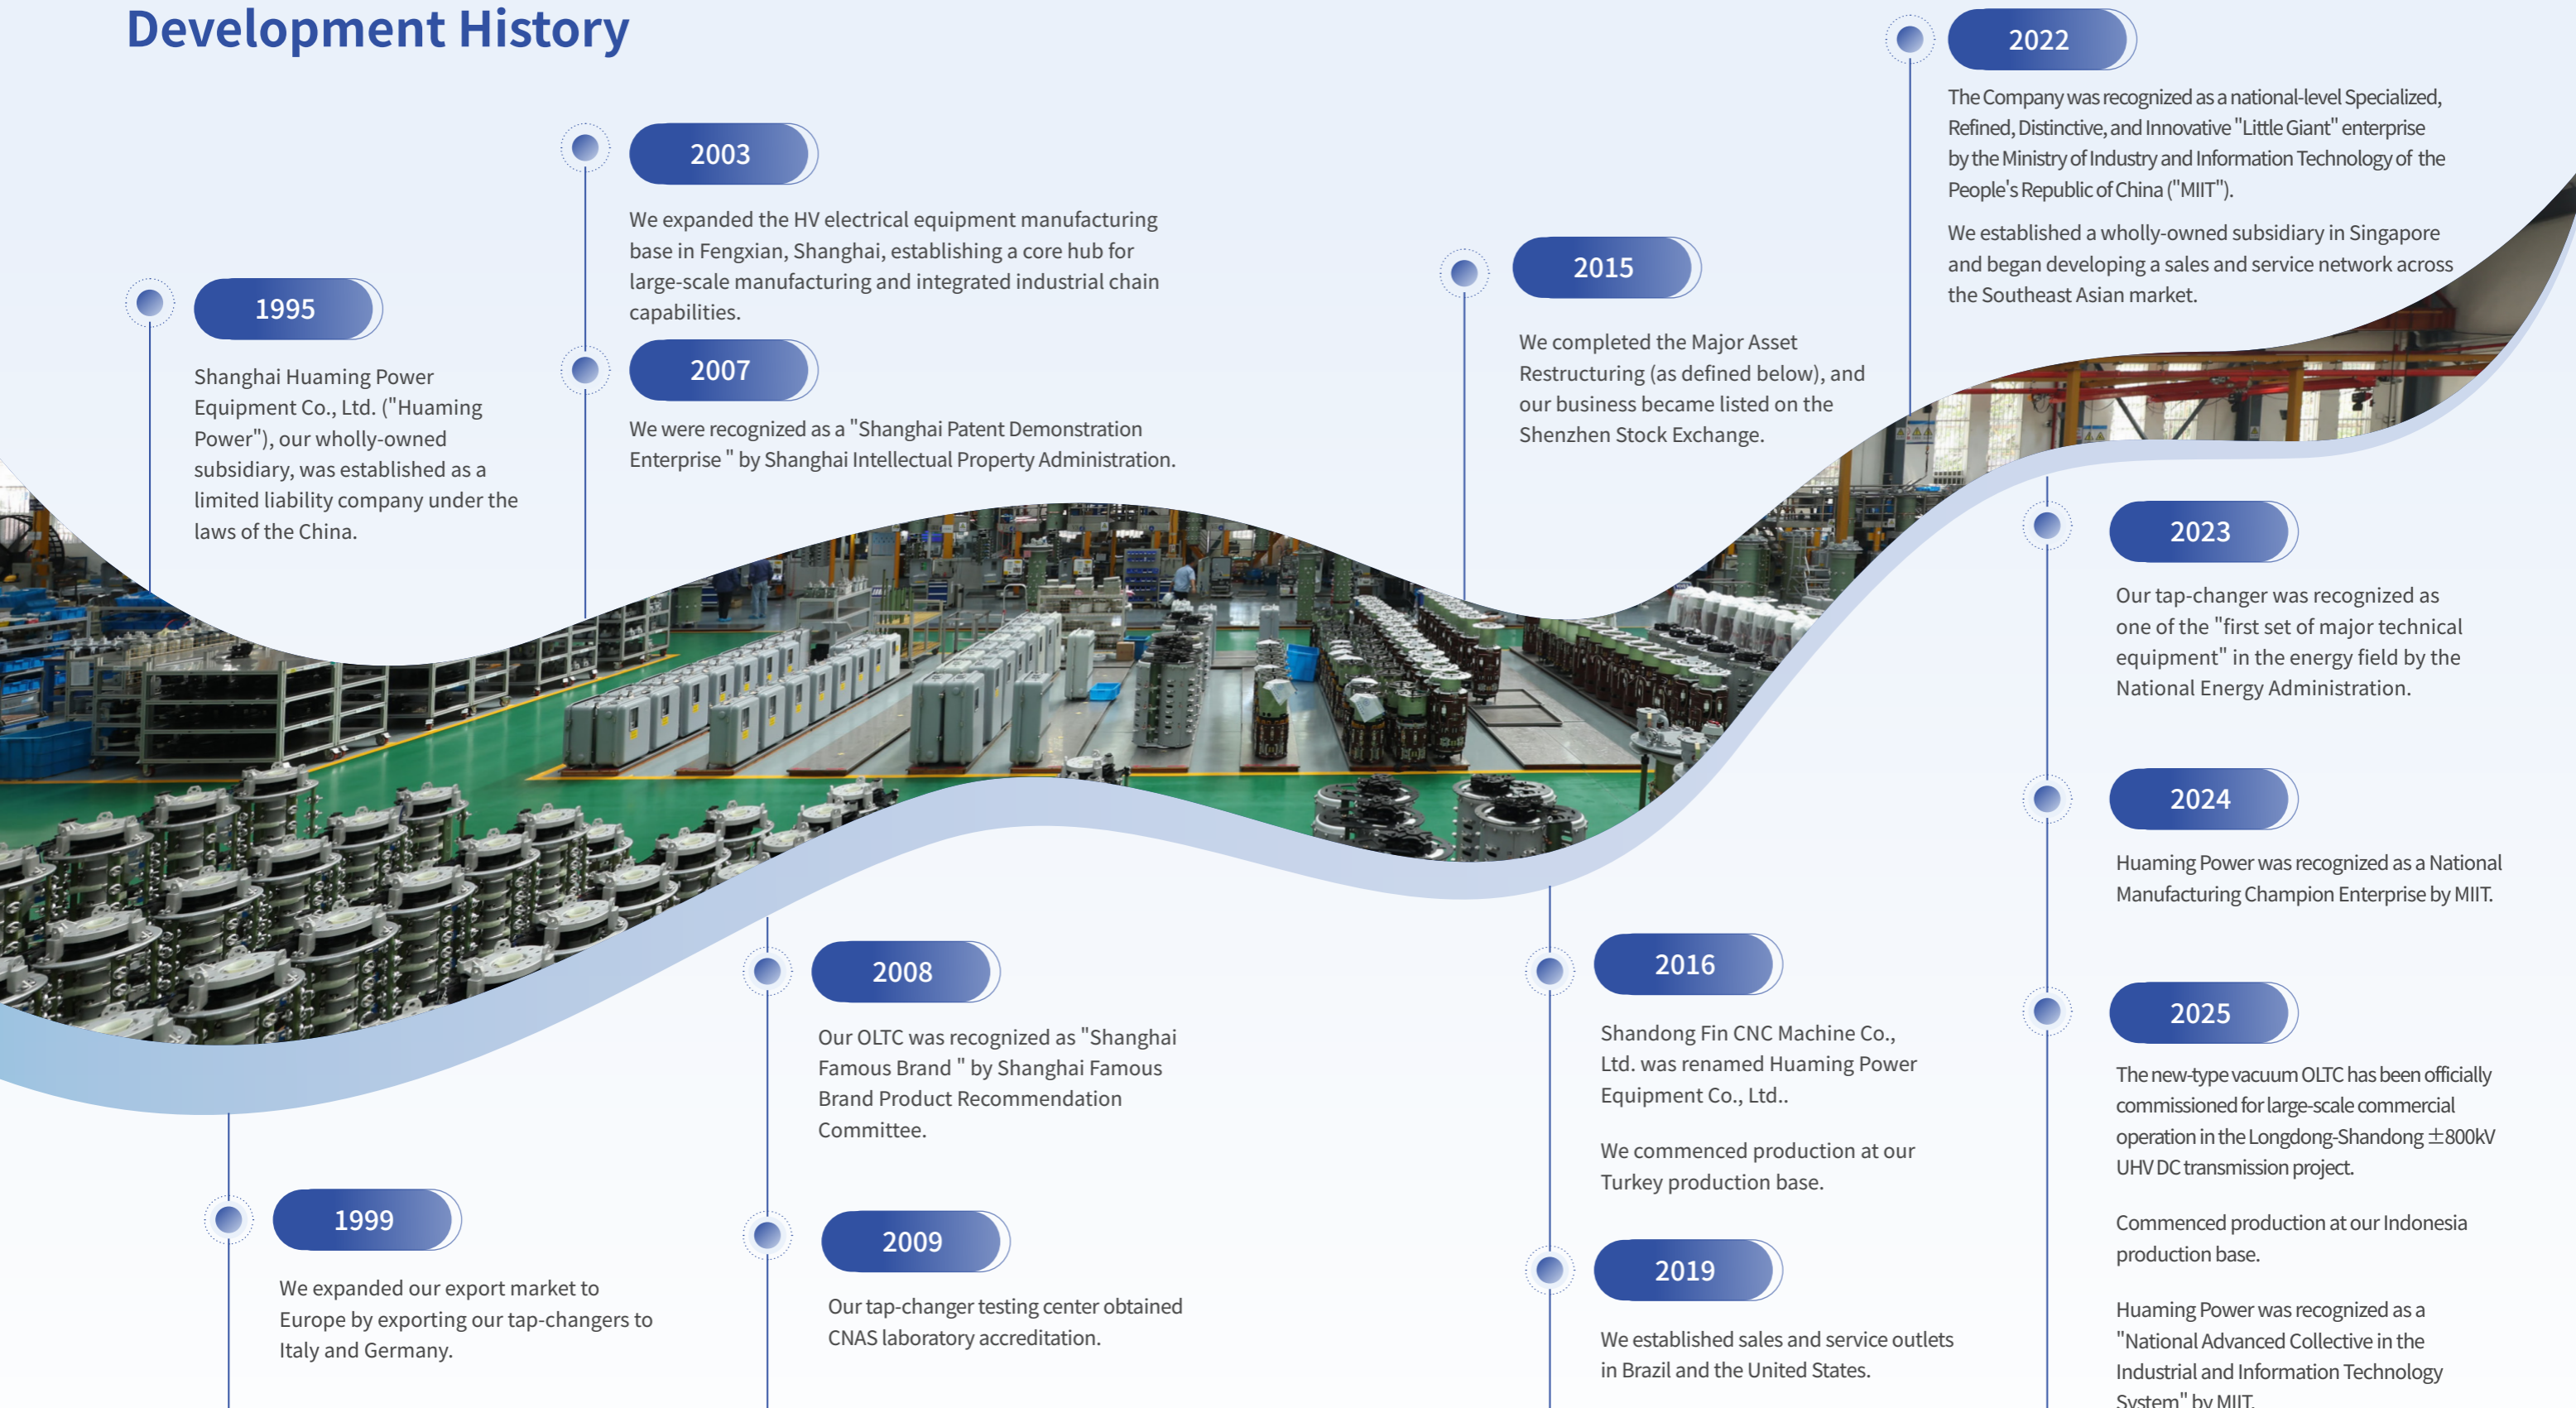 Development History
1995
Shanghai Huaming Power
Equipment Co., Ltd. ("Huaming
Power"), our wholly-owned
subsidiary, was established as a
limited liability company under the
laws of the China.
2003
We expanded the HV electrical equipment manufacturing
base in Fengxian, Shanghai, establishing a core hub for
large-scale manufacturing and integrated industrial chain
capabilities.
2007
We were recognized as a "Shanghai Patent Demonstration
Enterprise " by Shanghai Intellectual Property Administration.
2015
We completed the Major Asset
Restructuring (as defined below), and
our business became listed on the
Shenzhen Stock Exchange.
2022
The Company was recognized as a national-level Specialized,
Refined, Distinctive, and Innovative "Little Giant" enterprise
by the Ministry of Industry and Information Technology of the
People's Republic of China ("MIIT").
We established a wholly-owned subsidiary in Singapore
and began developing a sales and service network across
the Southeast Asian market.
1999
We expanded our export market to
Europe by exporting our tap-changers to
Italy and Germany.
2008
Our OLTC was recognized as "Shanghai
Famous Brand " by Shanghai Famous
Brand Product Recommendation
Committee.
2009
Our tap-changer testing center obtained
CNAS laboratory accreditation.
2016
Shandong Fin CNC Machine Co.,
Ltd. was renamed Huaming Power
Equipment Co., Ltd..
We commenced production at our
Turkey production base.
2019
We established sales and service outlets
in Brazil and the United States.
2023
Our tap-changer was recognized as
one of the "first set of major technical
equipment" in the energy field by the
National Energy Administration.
2024
Huaming Power was recognized as a National
Manufacturing Champion Enterprise by MIIT.
2025
The new-type vacuum OLTC has been officially
commissioned for large-scale commercial
operation in the Longdong-Shandong ±800kV
UHV DC transmission project.
Commenced production at our Indonesia
production base.
Huaming Power was recognized as a
"National Advanced Collective in the
Industrial and Information Technology
System" by MIIT.